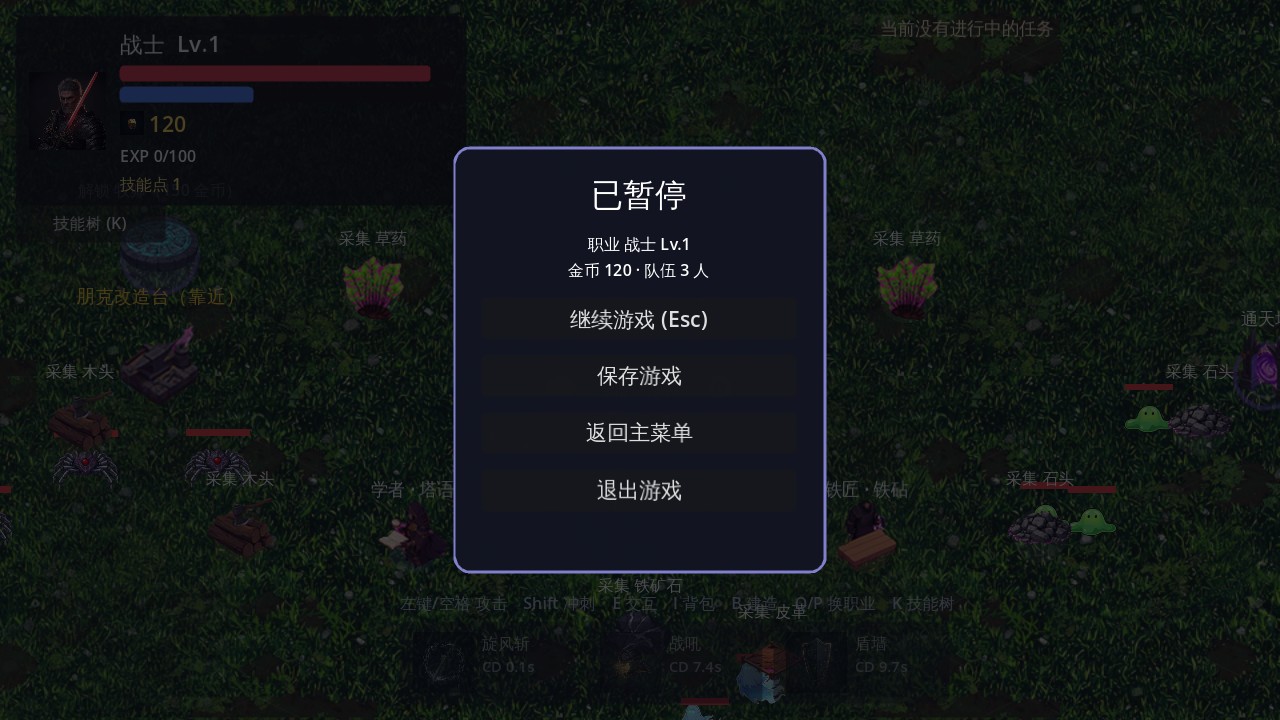 战士 Lv.1
当前没有进行中的任务
120
EXP 0/100
技能点 1
技能树 (K)
采集 草药
采集 草药
朋克改造台（靠近）
采集 木头
采集 石头
已暂停
职业 战士 Lv.1
金币 120 · 队伍 3 人
继续游戏 (Esc)
保存游戏
返回主菜单
退出游戏
采集 木头
采集 石头
学者 · 塔语
铁匠 · 铁砧
采集 铁矿石
左键/空格 攻击 Shift 冲刺 E 交互 I 背包 B 建造 O/P 换职业 K 技能树
采集 皮革
旋风斩
CD 0.1s
战吼
CD 7.4s
盾墙
CD 9.7s